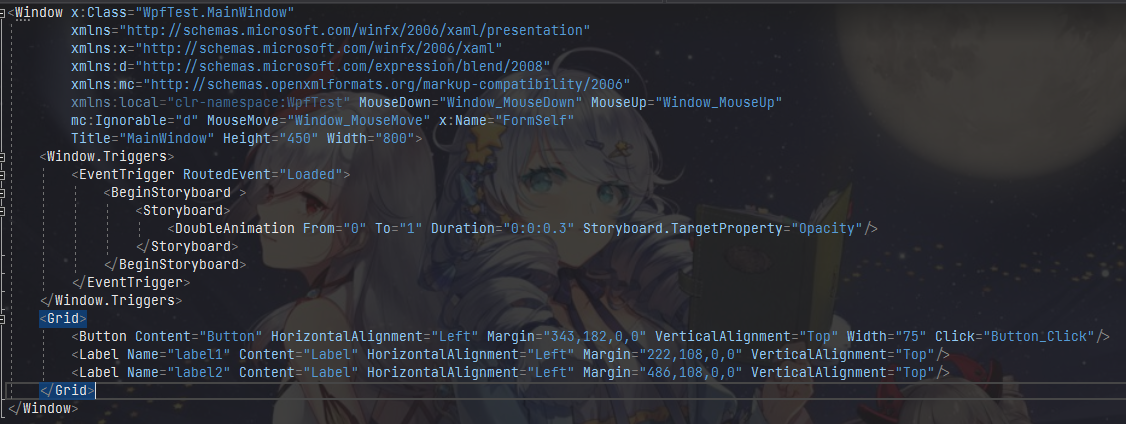 <Window x:Class="WpfTest.MainWindow"
xmlns="http://schemas.microsoft.com/winfx/2006/xaml/presentation"
xmlns:x="http://schemas.microsoft.com/winfx/2006/xaml"
xmlns:d="http://schemas.microsoft.com/expression/blend/2008"
xmlns:mc="http://schemas.openxmlformats.org/markup-compatibility/2006"
xmlns:local="clr-namespace:WpfTest" MouseDown="Window_MouseDown" MouseUp="Window_MouseUp"
mc:Ignorable="d" MouseMove="Window_MouseMove" x:Name="FormSelf"
Title="MainWindow" Height="450" Width="800">
<Window.Triggers>
<EventTrigger RoutedEvent="Loaded">
<BeginStoryboard >
<Storyboard>
<DoubleAnimation From="0" To="1" Duration="0:0:0.3" Storyboard.TargetProperty="Opacity"/>
</Storyboard>
</BeginStoryboard>
</EventTrigger>
</Window.Triggers>
<Grid>
<Button Content="Button" HorizontalAlignment="Left" Margin="343,182,0,0" VerticalAlignment="Top" Width="75" Click="Button_Click"/>
<Label Name="label1" Content="Label" HorizontalAlignment="Left" Margin="222,108,0,0" VerticalAlignment="Top"/>
<Label Name="label2" Content="Label" HorizontalAlignment="Left" Margin="486,108,0,0" VerticalAlignment="Top"/>
</Grid>
</Window>